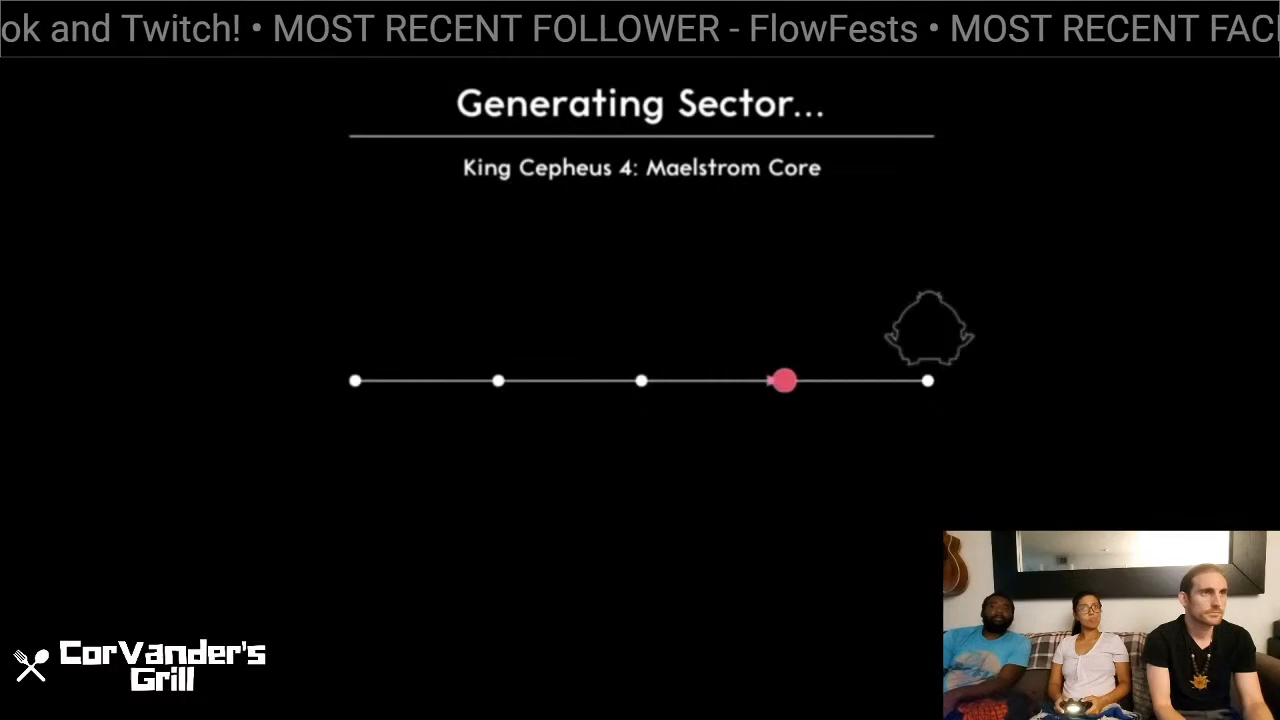 ok and Twitch! • MOST RECENT FOLLOWER - FlowFests • MOST RECENT FAC
Generating Sector...
King Cepheus 4: Maelstrom Core
CorVander's
Grill